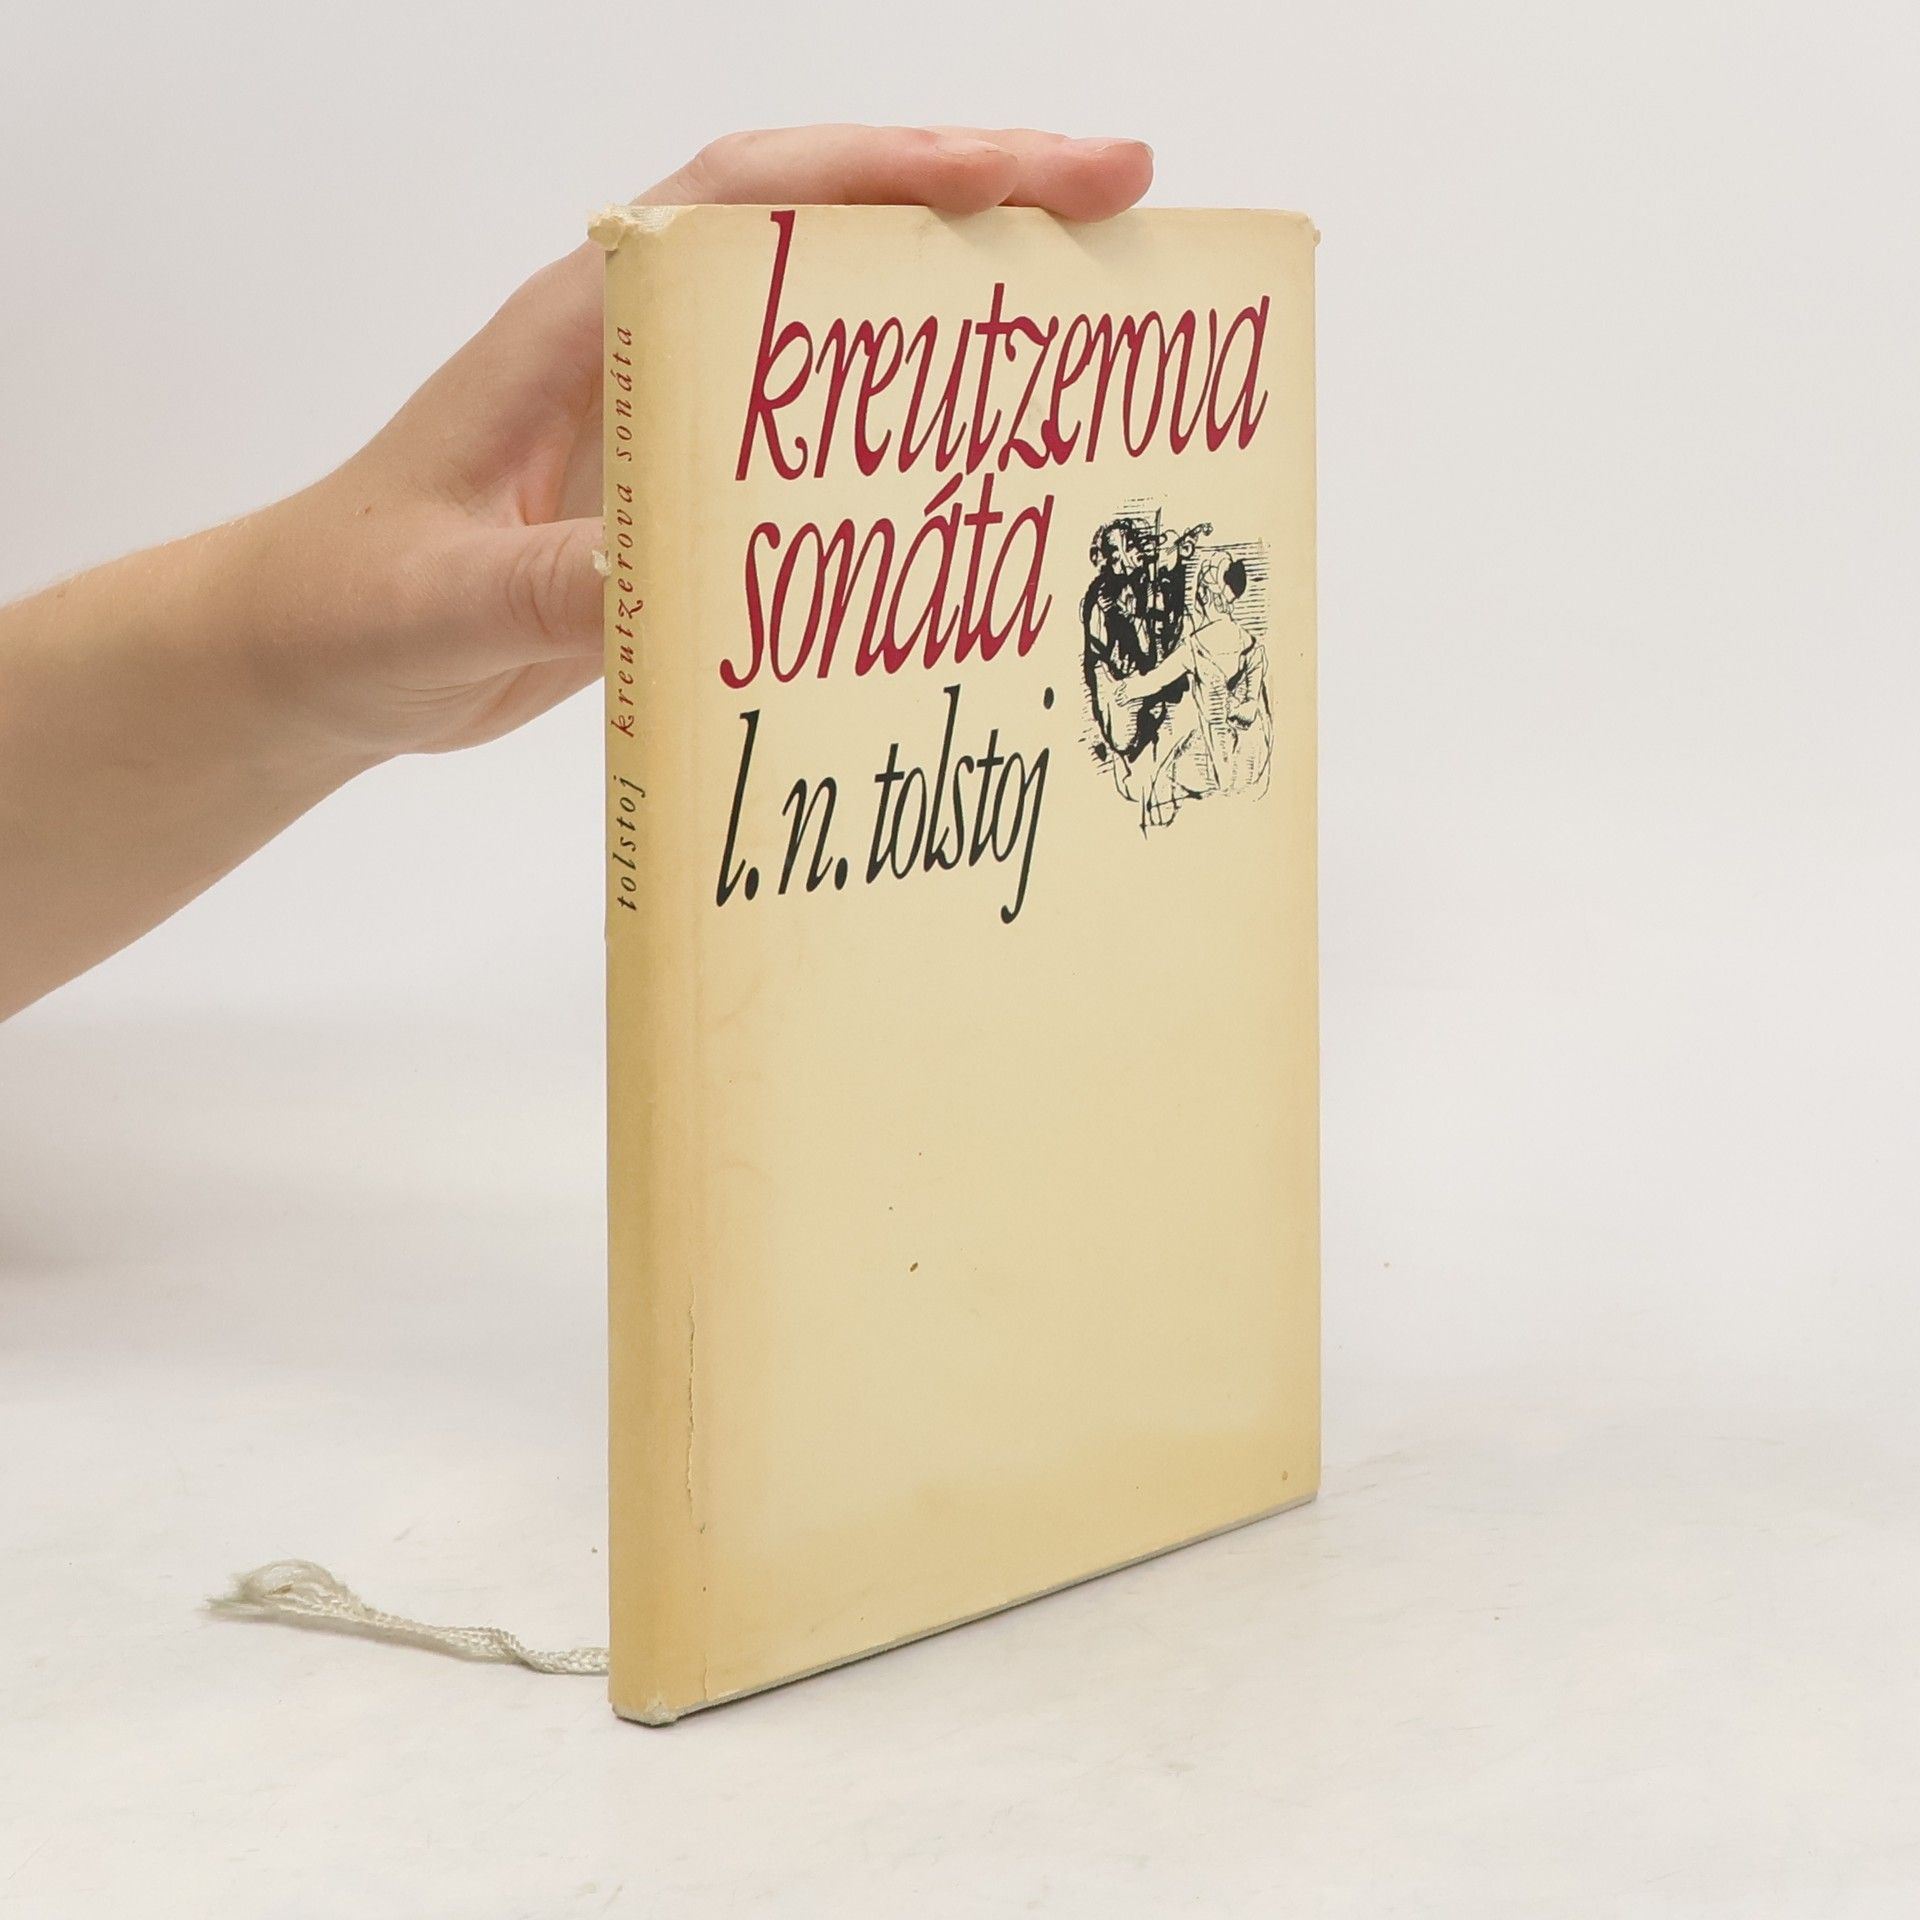 kreutzerova
sonáta
l. n. tolstoj
tolstoj kreutzerova sonáta